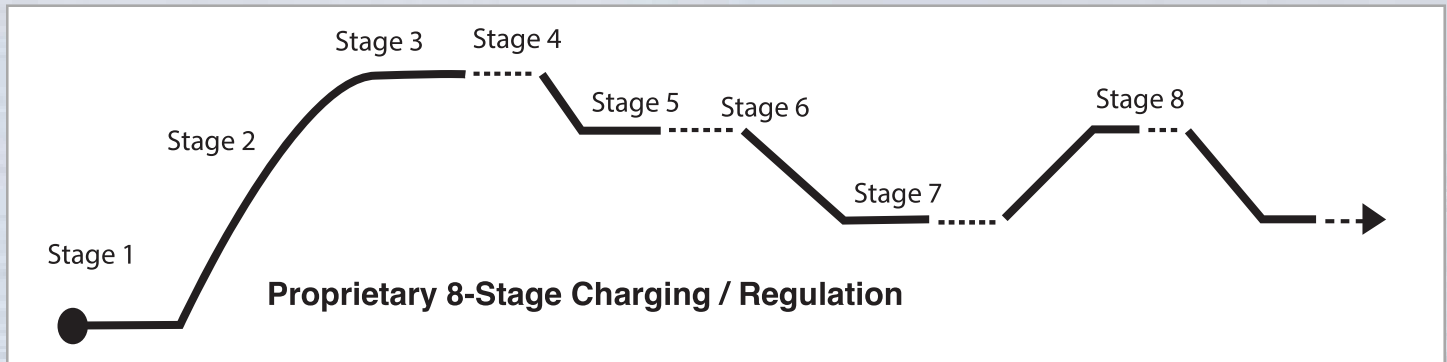 Stage 1
Stage 2
Stage 3
Stage 4
Stage 5
Stage 6
Stage 7
Stage 8
Proprietary 8-Stage Charging / Regulation